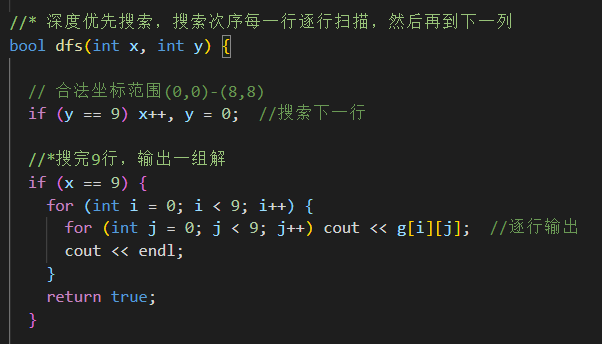 //* 深度优先搜索，搜索次序每一行逐行扫描，然后再到下一列
bool dfs(int x, int y) {
// 合法坐标范围(0,0)-(8,8)
if (y == 9) x++, y = 0;  //搜索下一行
//*搜完9行，输出一组解
if (x == 9) {
for (int i = 0; i < 9; i++) {
for (int j = 0; j < 9; j++) cout << g[i][j];  //逐行输出
cout << endl;
}
return true;
}